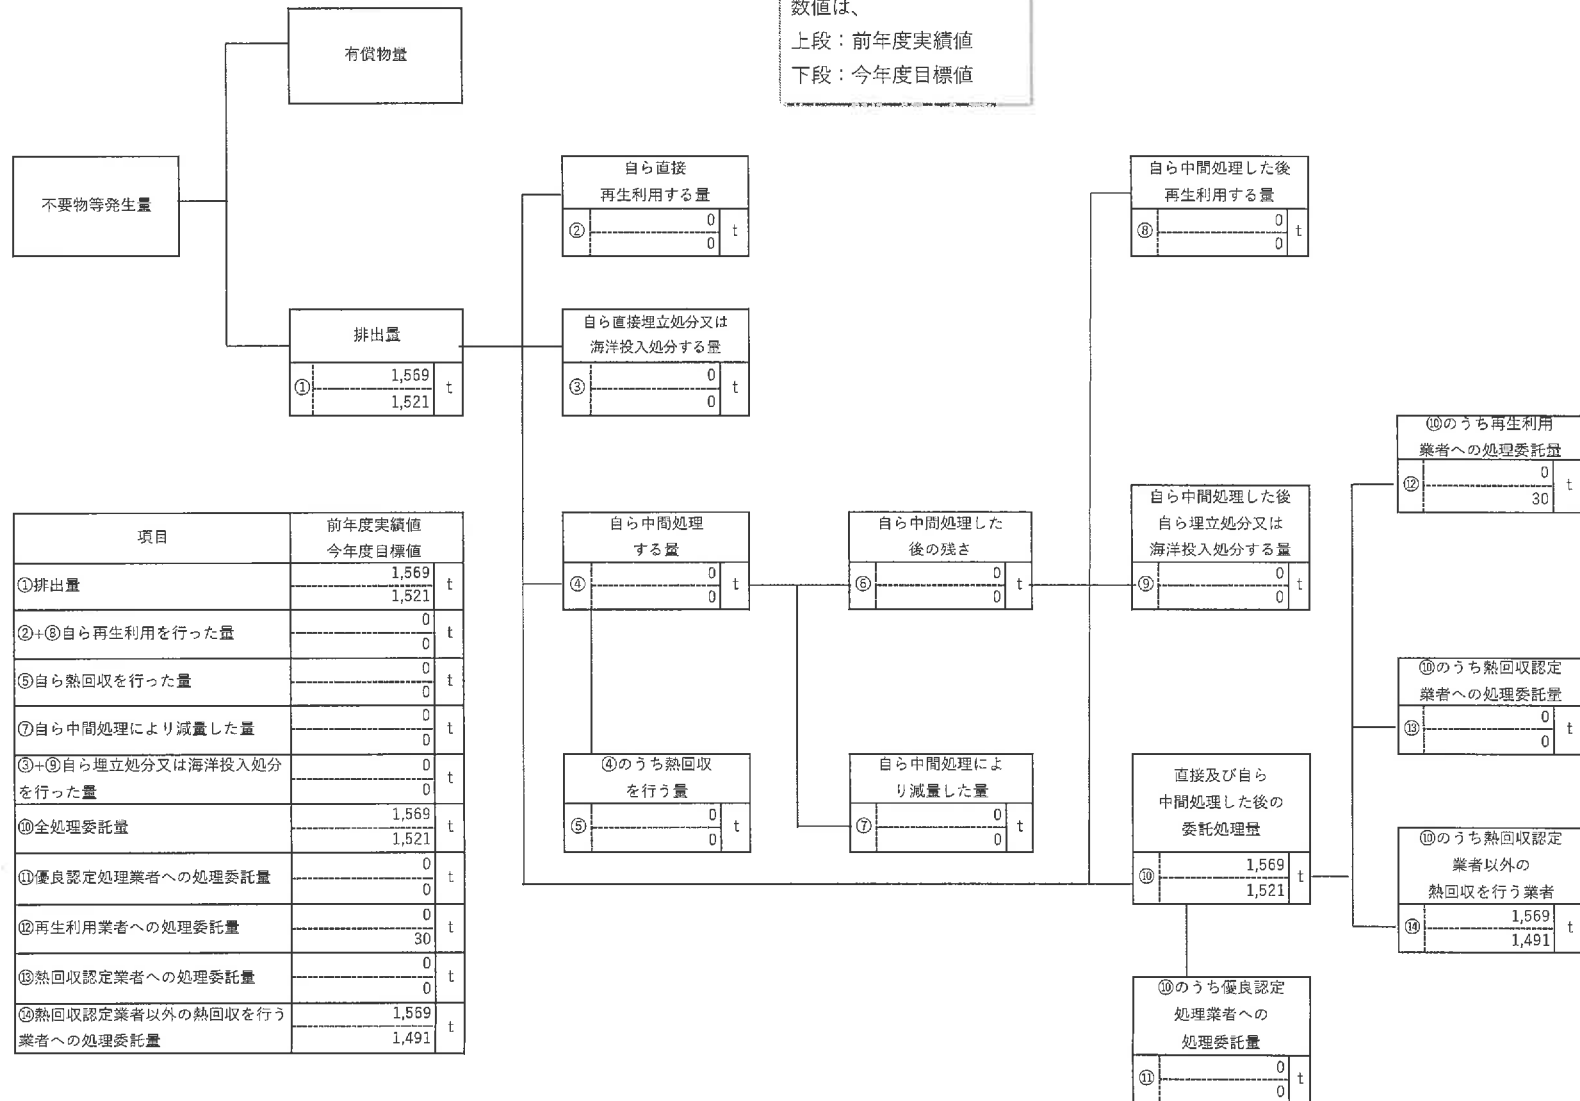 数値は、
上段：前年度実績値
下段：今年度目標値
有償物量
不要物等発生量
排出量
① 1,569 t
1,521
自ら直接
再生利用する量
② 0 t
0
自ら直接埋立処分又は
海洋投入処分する量
③ 0 t
0
自ら中間処理した後
再生利用する量
⑧ 0 t
0
自ら中間処理
する量
④ 0 t
0
自ら中間処理した
後の残さ
⑥ 0 t
0
自ら中間処理した後
自ら埋立処分又は
海洋投入処分する量
⑨ 0 t
0
④のうち熱回収
を行う量
⑤ 0 t
0
自ら中間処理によ
り減量した量
⑦ 0 t
0
直接及び自ら
中間処理した後の
委託処理量
⑩ 1,569 t
1,521
⑩のうち優良認定
処理業者への
処理委託量
⑪ 0 t
0
⑩のうち再生利用
業者への処理委託量
⑫ 0 t
30
⑩のうち熱回収認定
業者への処理委託量
⑬ 0 t
0
⑩のうち熱回収認定
業者以外の
熱回収を行う業者
⑭ 1,569 t
1,491
項目 前年度実績値
今年度目標値
①排出量 1,569 t
1,521
②+⑧自ら再生利用を行った量 0 t
0
⑤自ら熱回収を行った量 0 t
0
⑦自ら中間処理により減量した量 0 t
0
③+⑨自ら埋立処分又は海洋投入処分 0 t
を行った量 0
⑩全処理委託量 1,569 t
1,521
⑪優良認定処理業者への処理委託量 0 t
0
⑫再生利用業者への処理委託量 0 t
30
⑬熱回収認定業者への処理委託量 0 t
0
⑭熱回収認定業者以外の熱回収を行う 1,569 t
業者への処理委託量 1,491